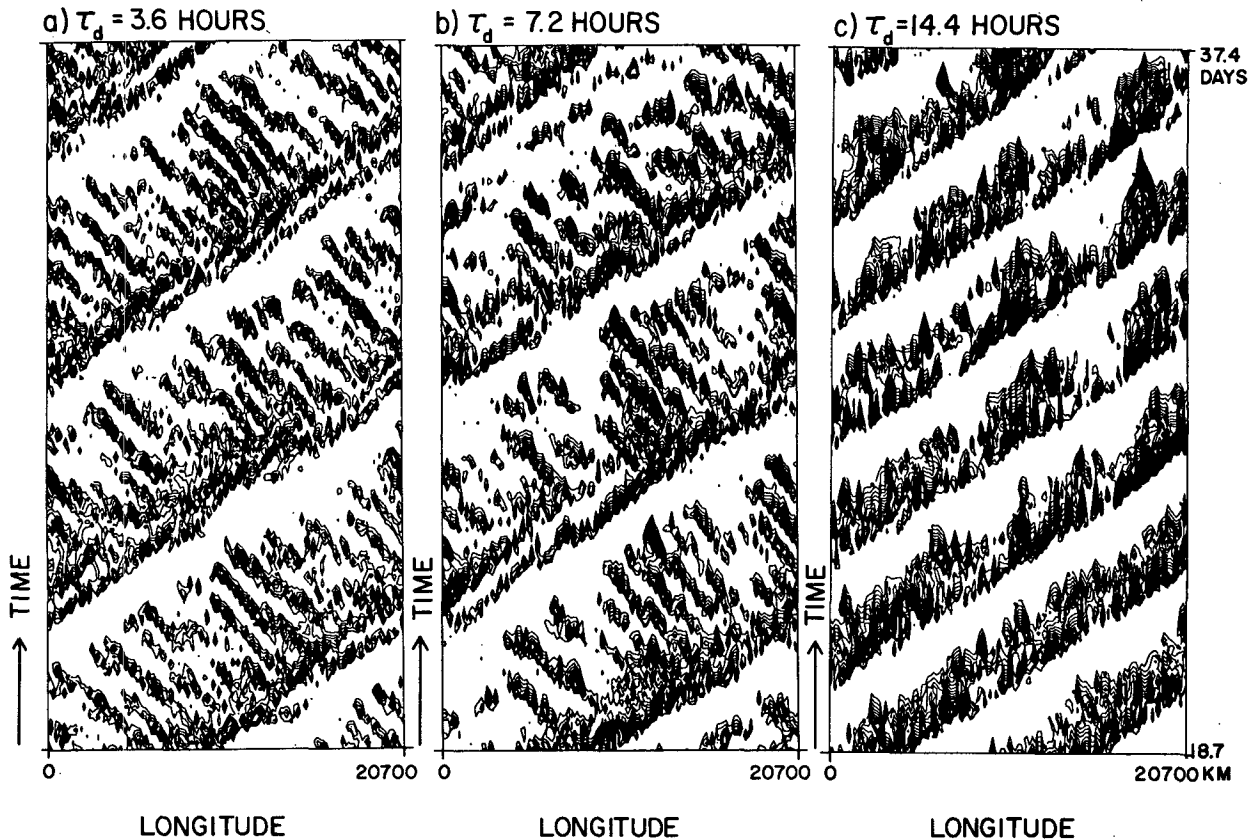 a) τd = 3.6 HOURS
b) τd = 7.2 HOURS
c) τd = 14.4 HOURS
37.4
DAYS
TIME
TIME
TIME
18.7
0
20700
0
20700
0
20700 KM
LONGITUDE
LONGITUDE
LONGITUDE